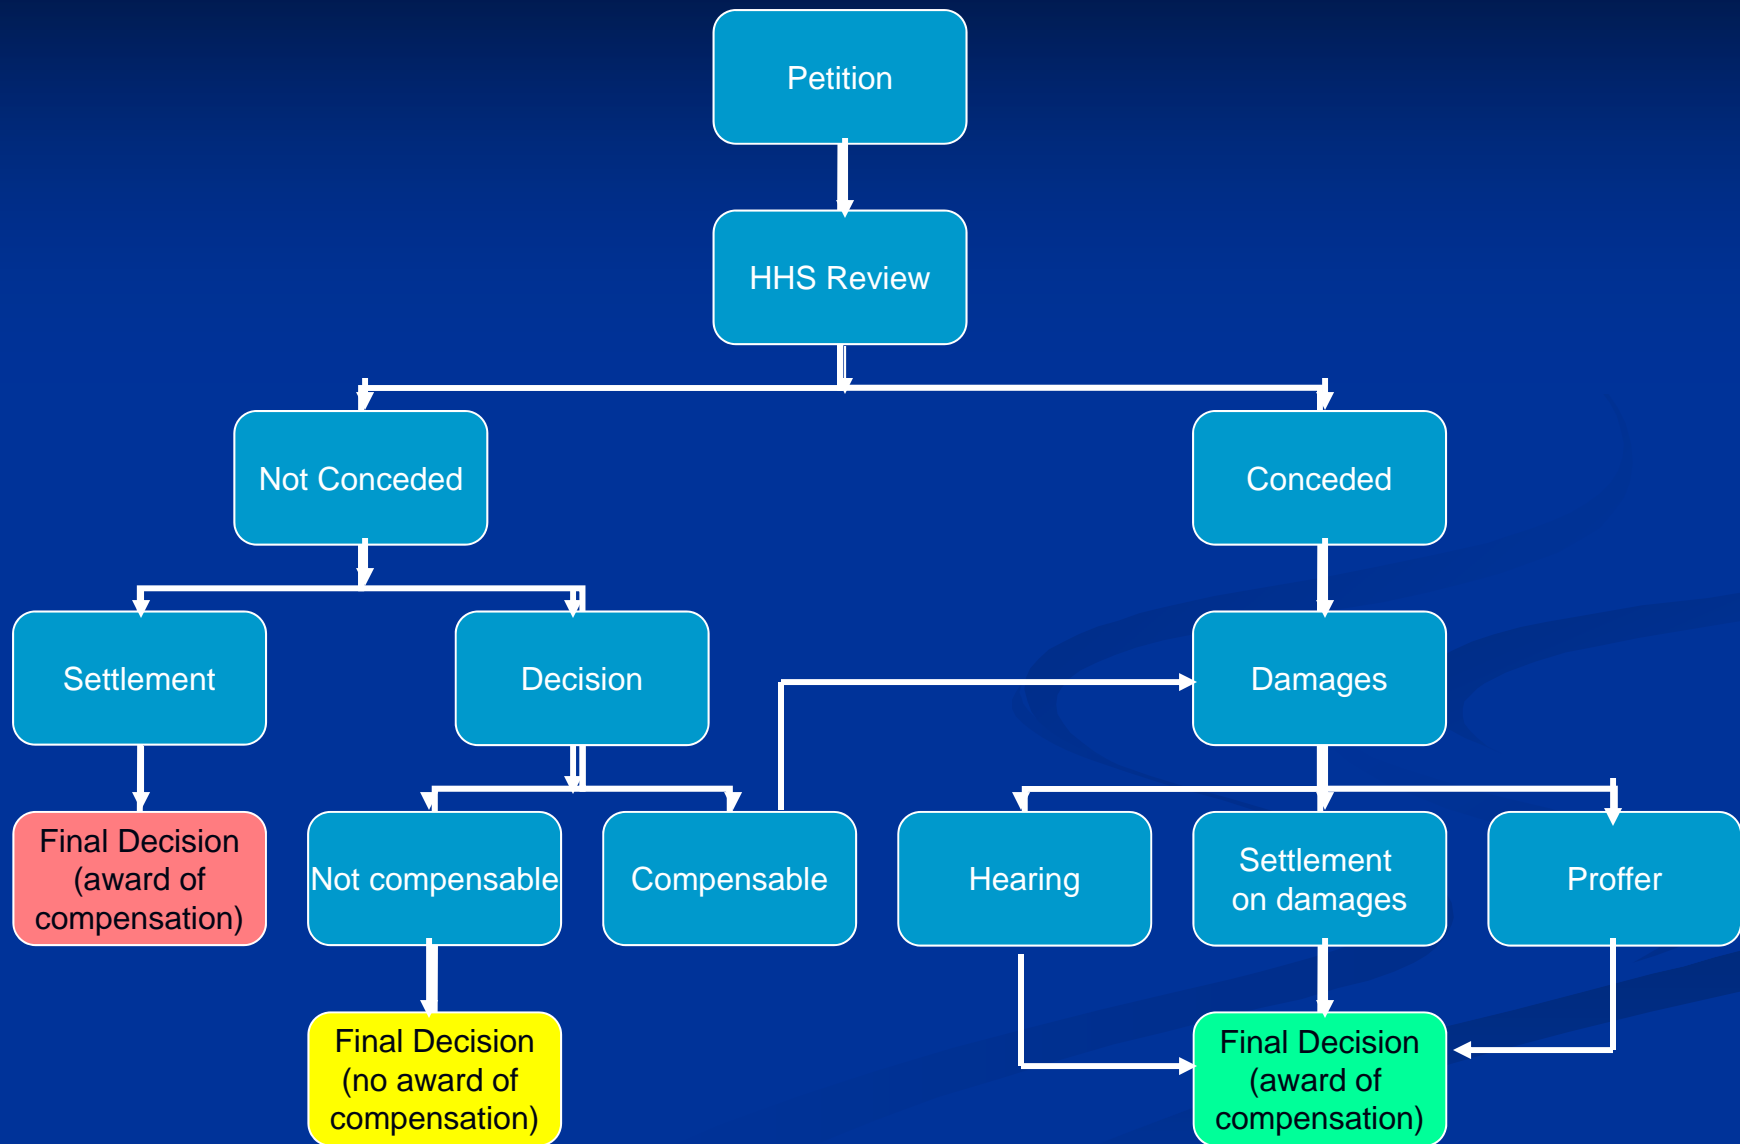 Petition
HHS Review
Not Conceded
Conceded
Settlement
Decision
Damages
Final Decision
(award of
compensation)
Not compensable
Compensable
Hearing
Settlement
on damages
Proffer
Final Decision
(no award of
compensation)
Final Decision
(award of
compensation)